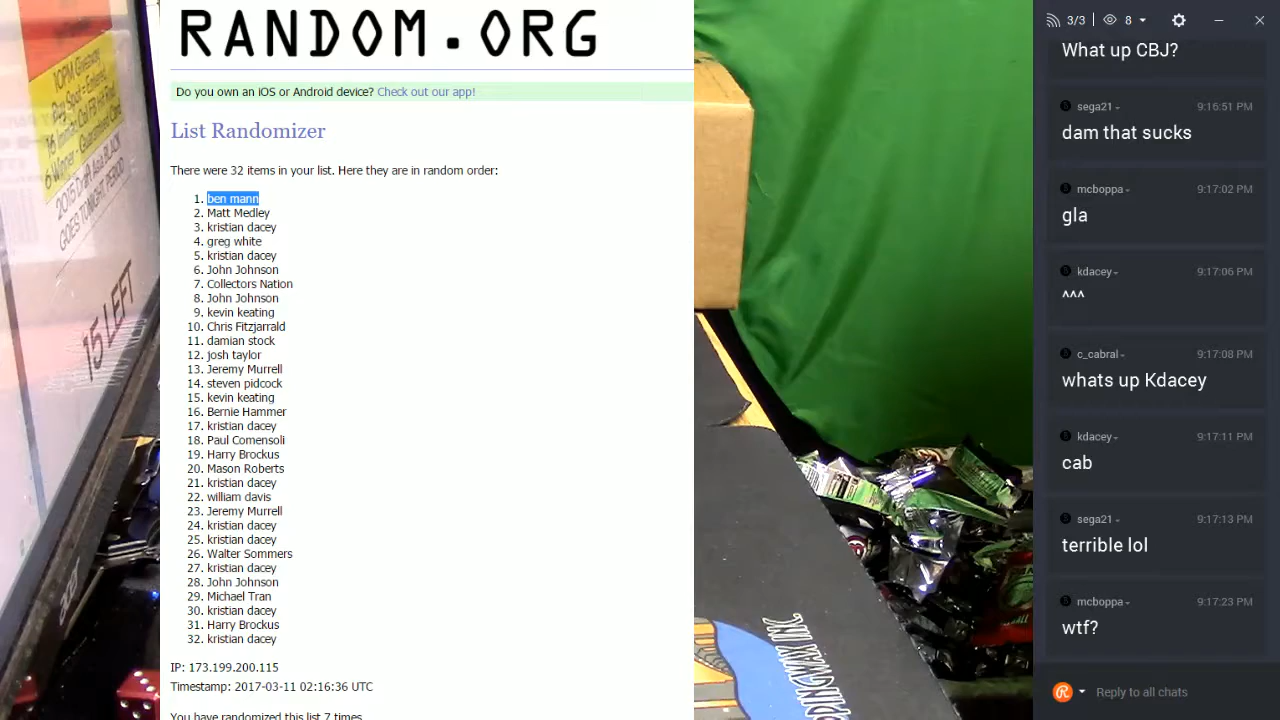 10PM Giveaway
15 LEFT
acer
RANDOM.ORG
Do you own an iOS or Android device? Check out our app!
List Randomizer
There were 32 items in your list. Here they are in random order:
1. ben mann
2. Matt Medley
3. kristian dacey
4. greg white
5. kristian dacey
6. John Johnson
7. Collectors Nation
8. John Johnson
9. kevin keating
10. Chris Fitzjarrald
11. damian stock
12. josh taylor
13. Jeremy Murrell
14. steven pidcock
15. kevin keating
16. Bernie Hammer
17. kristian dacey
18. Paul Comensoli
19. Harry Brockus
20. Mason Roberts
21. kristian dacey
22. william davis
23. Jeremy Murrell
24. kristian dacey
25. kristian dacey
26. Walter Sommers
27. kristian dacey
28. John Johnson
29. Michael Tran
30. kristian dacey
31. Harry Brockus
32. kristian dacey
IP: 173.199.200.115
Timestamp: 2017-03-11 02:16:36 UTC
You have randomized this list 7 times
PPINGWAX INC
3/3 8
What up CBJ?
sega21 9:16:51 PM
dam that sucks
mcboppa 9:17:02 PM
gla
kdacey 9:17:06 PM
^^^
c_cabral 9:17:08 PM
whats up Kdacey
kdacey 9:17:11 PM
cab
sega21 9:17:13 PM
terrible lol
mcboppa 9:17:23 PM
wtf?
Reply to all chats